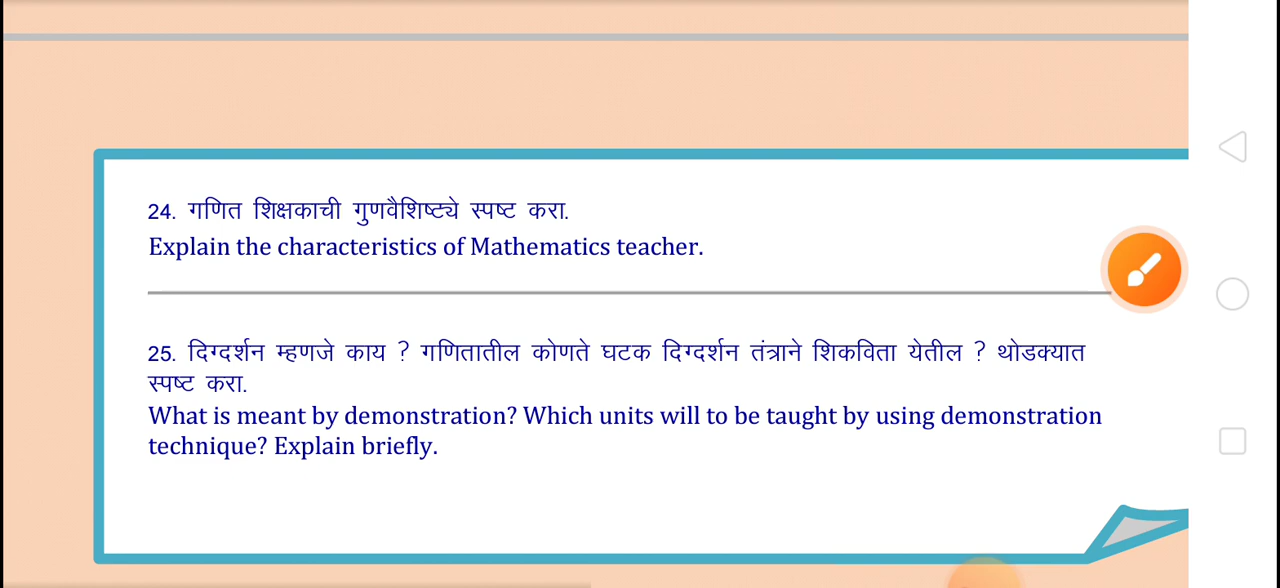 24. गणित शिक्षकाची गुणवैशिष्ट्ये स्पष्ट करा.
Explain the characteristics of Mathematics teacher.
25. दिग्दर्शन म्हणजे काय ? गणितातील कोणते घटक दिग्दर्शन तंत्राने शिकविता येतील ? थोडक्यात
स्पष्ट करा.
What is meant by demonstration? Which units will to be taught by using demonstration
technique? Explain briefly.